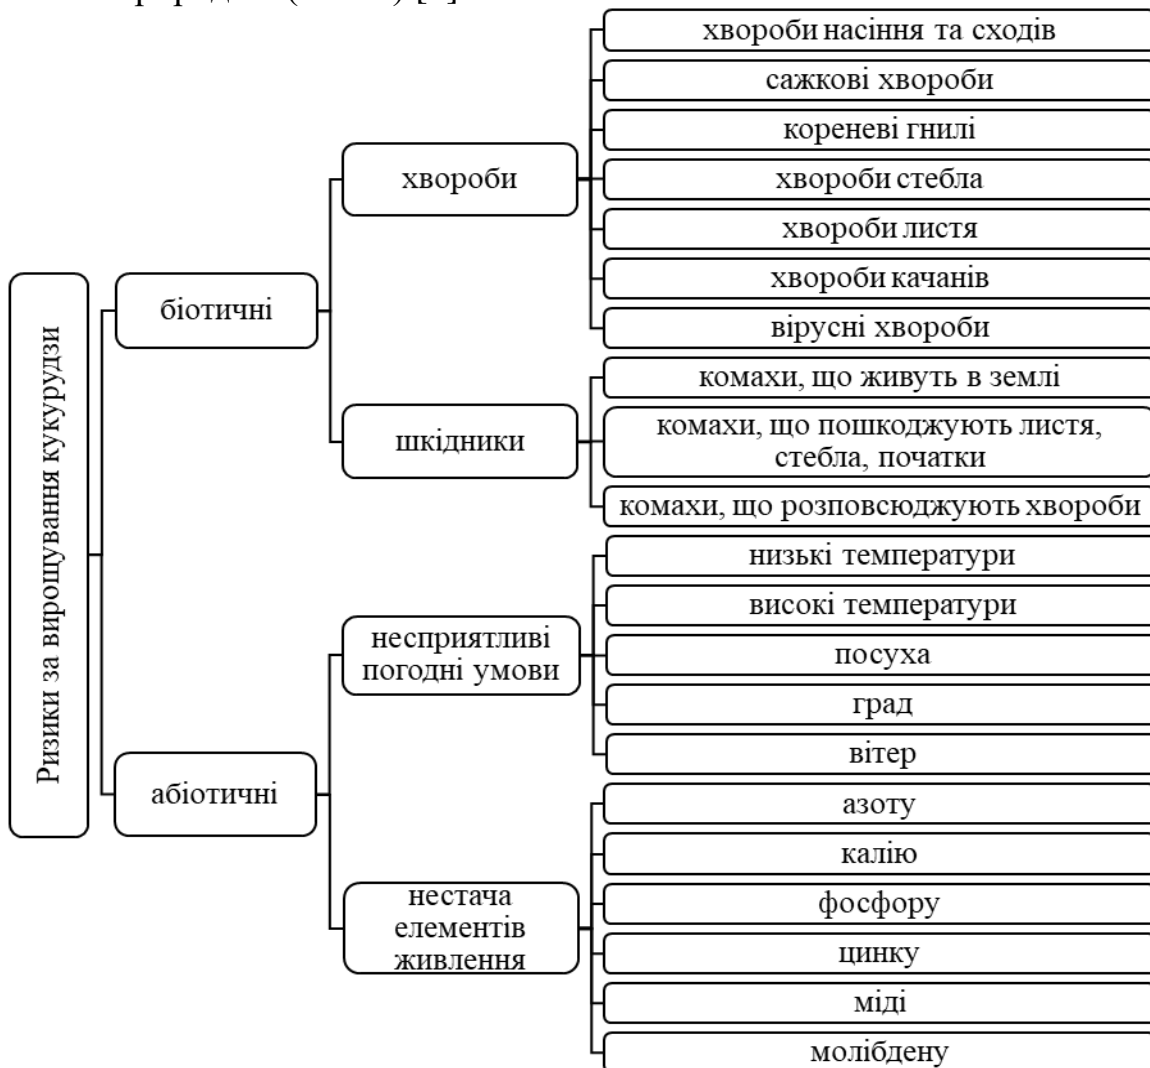 Ризики за вирощування кукурудзи
біотичні
хвороби
хвороби насіння та сходів
сажкові хвороби
кореневі гнилі
хвороби стебла
хвороби листя
хвороби качанів
вірусні хвороби
шкідники
комахи, що живуть в землі
комахи, що пошкоджують листя,
стебла, початки
комахи, що розповсюджують хвороби
абіотичні
несприятливі
погодні умови
низькі температури
високі температури
посуха
град
вітер
нестача
елементів
живлення
азоту
калію
фосфору
цинку
міді
молібдену